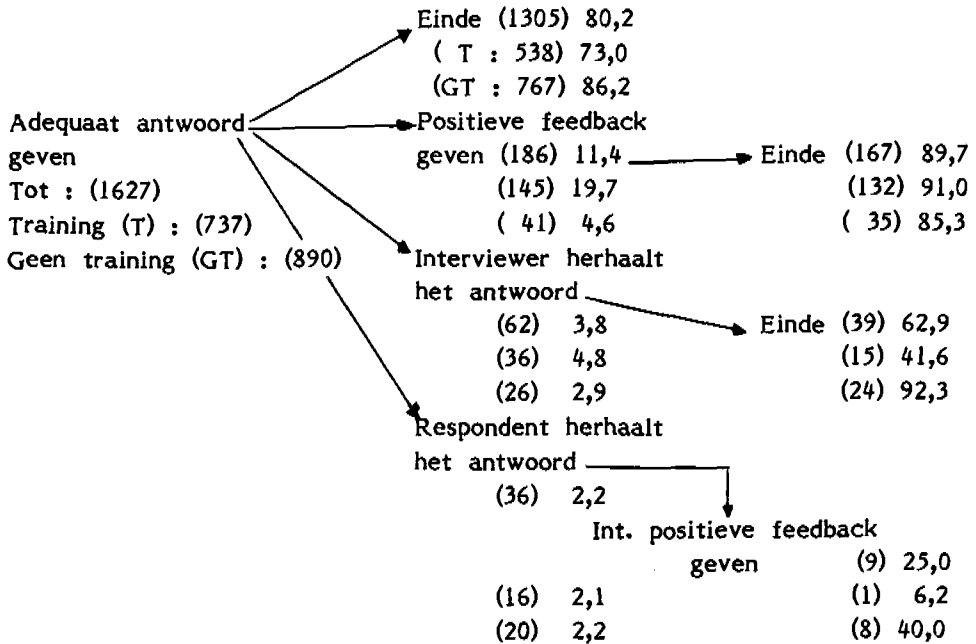 Einde (1305) 80,2
( T : 538) 73,0
(GT : 767) 86,2
Adequaat antwoord
geven
Tot : (1627)
Training (T) : (737)
Geen training (GT) : (890)
Positieve feedback
geven (186) 11,4
(145) 19,7
( 41) 4,6
Einde (167) 89,7
(132) 91,0
( 35) 85,3
Interviewer herhaalt
het antwoord
(62) 3,8
(36) 4,8
(26) 2,9
Einde (39) 62,9
(15) 41,6
(24) 92,3
Respondent herhaalt
het antwoord
(36) 2,2
(16) 2,1
(20) 2,2
Int. positieve feedback
geven (9) 25,0
(1) 6,2
(8) 40,0